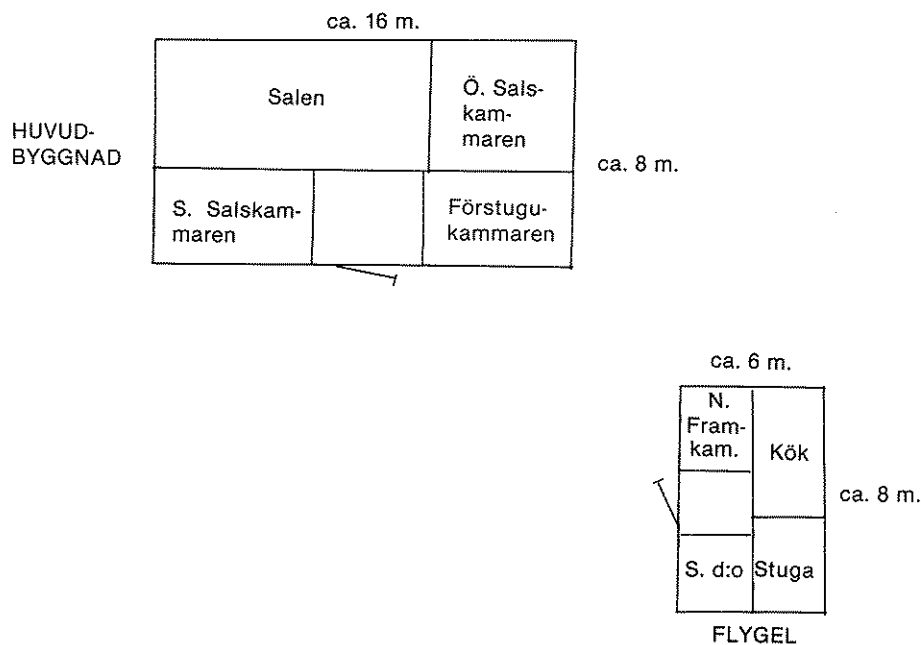 ca. 16 m.
HUVUD-
BYGGNAD
Salen
Ö. Sals-
kam-
maren
ca. 8 m.
S. Salskam-
maren
Förstugu-
kammaren
ca. 6 m.
N.
Fram-
kam.
Kök
ca. 8 m.
S. d:o
Stuga
FLYGEL